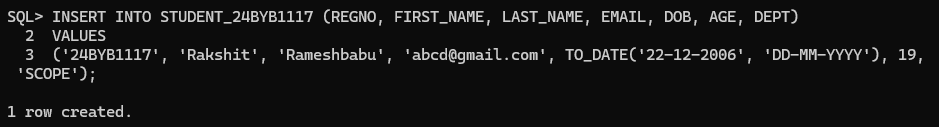 SQL> INSERT INTO STUDENT_24BYB1117 (REGNO, FIRST_NAME, LAST_NAME, EMAIL, DOB, AGE, DEPT)
  2  VALUES
  3  ('24BYB1117', 'Rakshit', 'Rameshbabu', 'abcd@gmail.com', TO_DATE('22-12-2006', 'DD-MM-YYYY'), 19,
 'SCOPE');
1 row created.